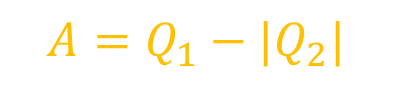 A = Q₁ − |Q₂|